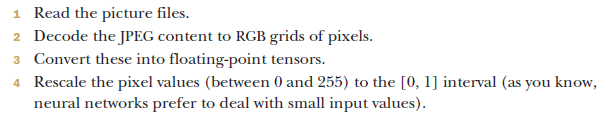 1 Read the picture files.
2 Decode the JPEG content to RGB grids of pixels.
3 Convert these into floating-point tensors.
4 Rescale the pixel values (between 0 and 255) to the [0, 1] interval (as you know,
neural networks prefer to deal with small input values).